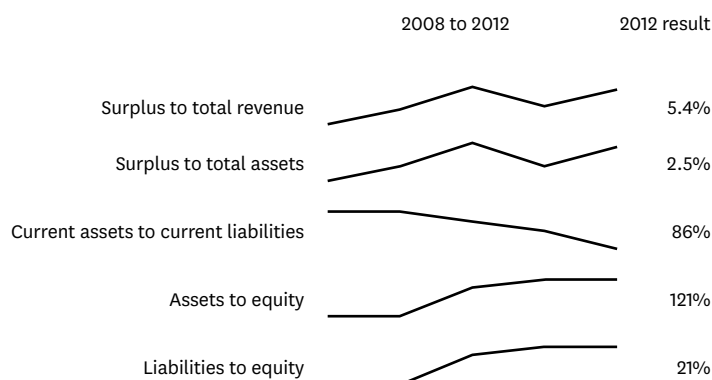 2008 to 2012 2012 result
Surplus to total revenue 5.4%
Surplus to total assets 2.5%
Current assets to current liabilities 86%
Assets to equity 121%
Liabilities to equity 21%